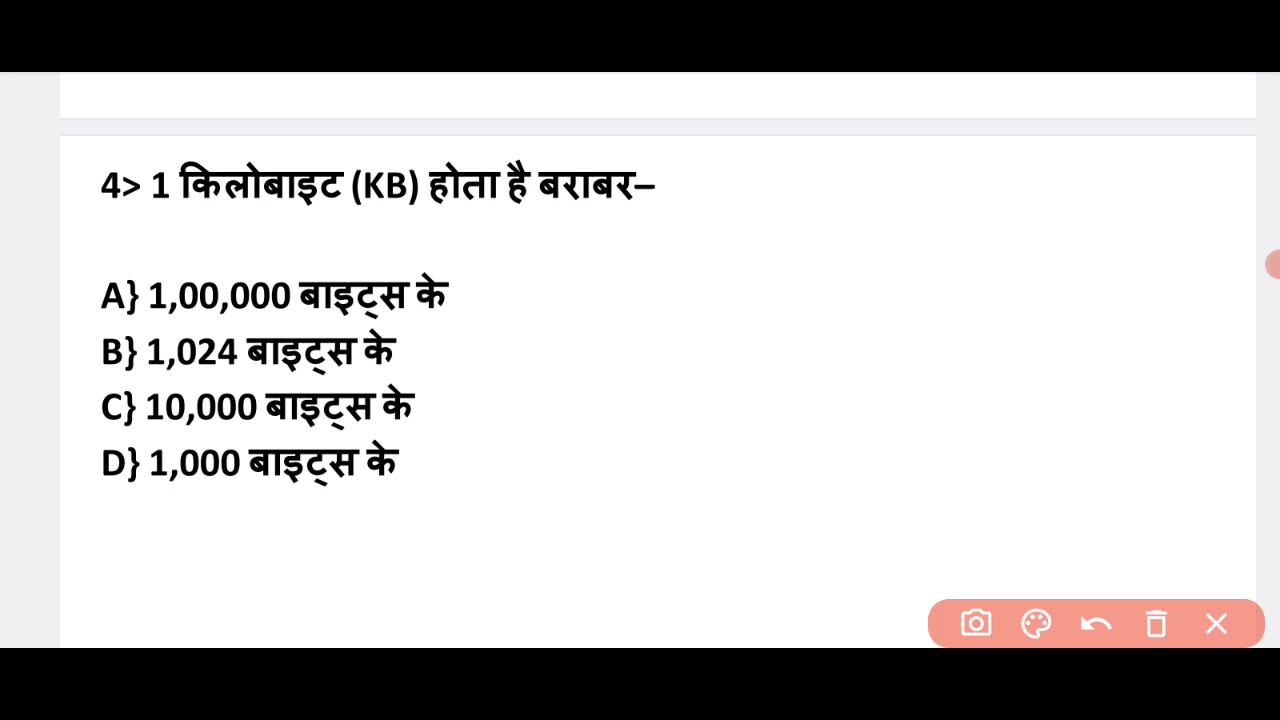 4> 1 किलोबाइट (KB) होता है बराबर–
A} 1,00,000 बाइट्स के
B} 1,024 बाइट्स के
C} 10,000 बाइट्स के
D} 1,000 बाइट्स के